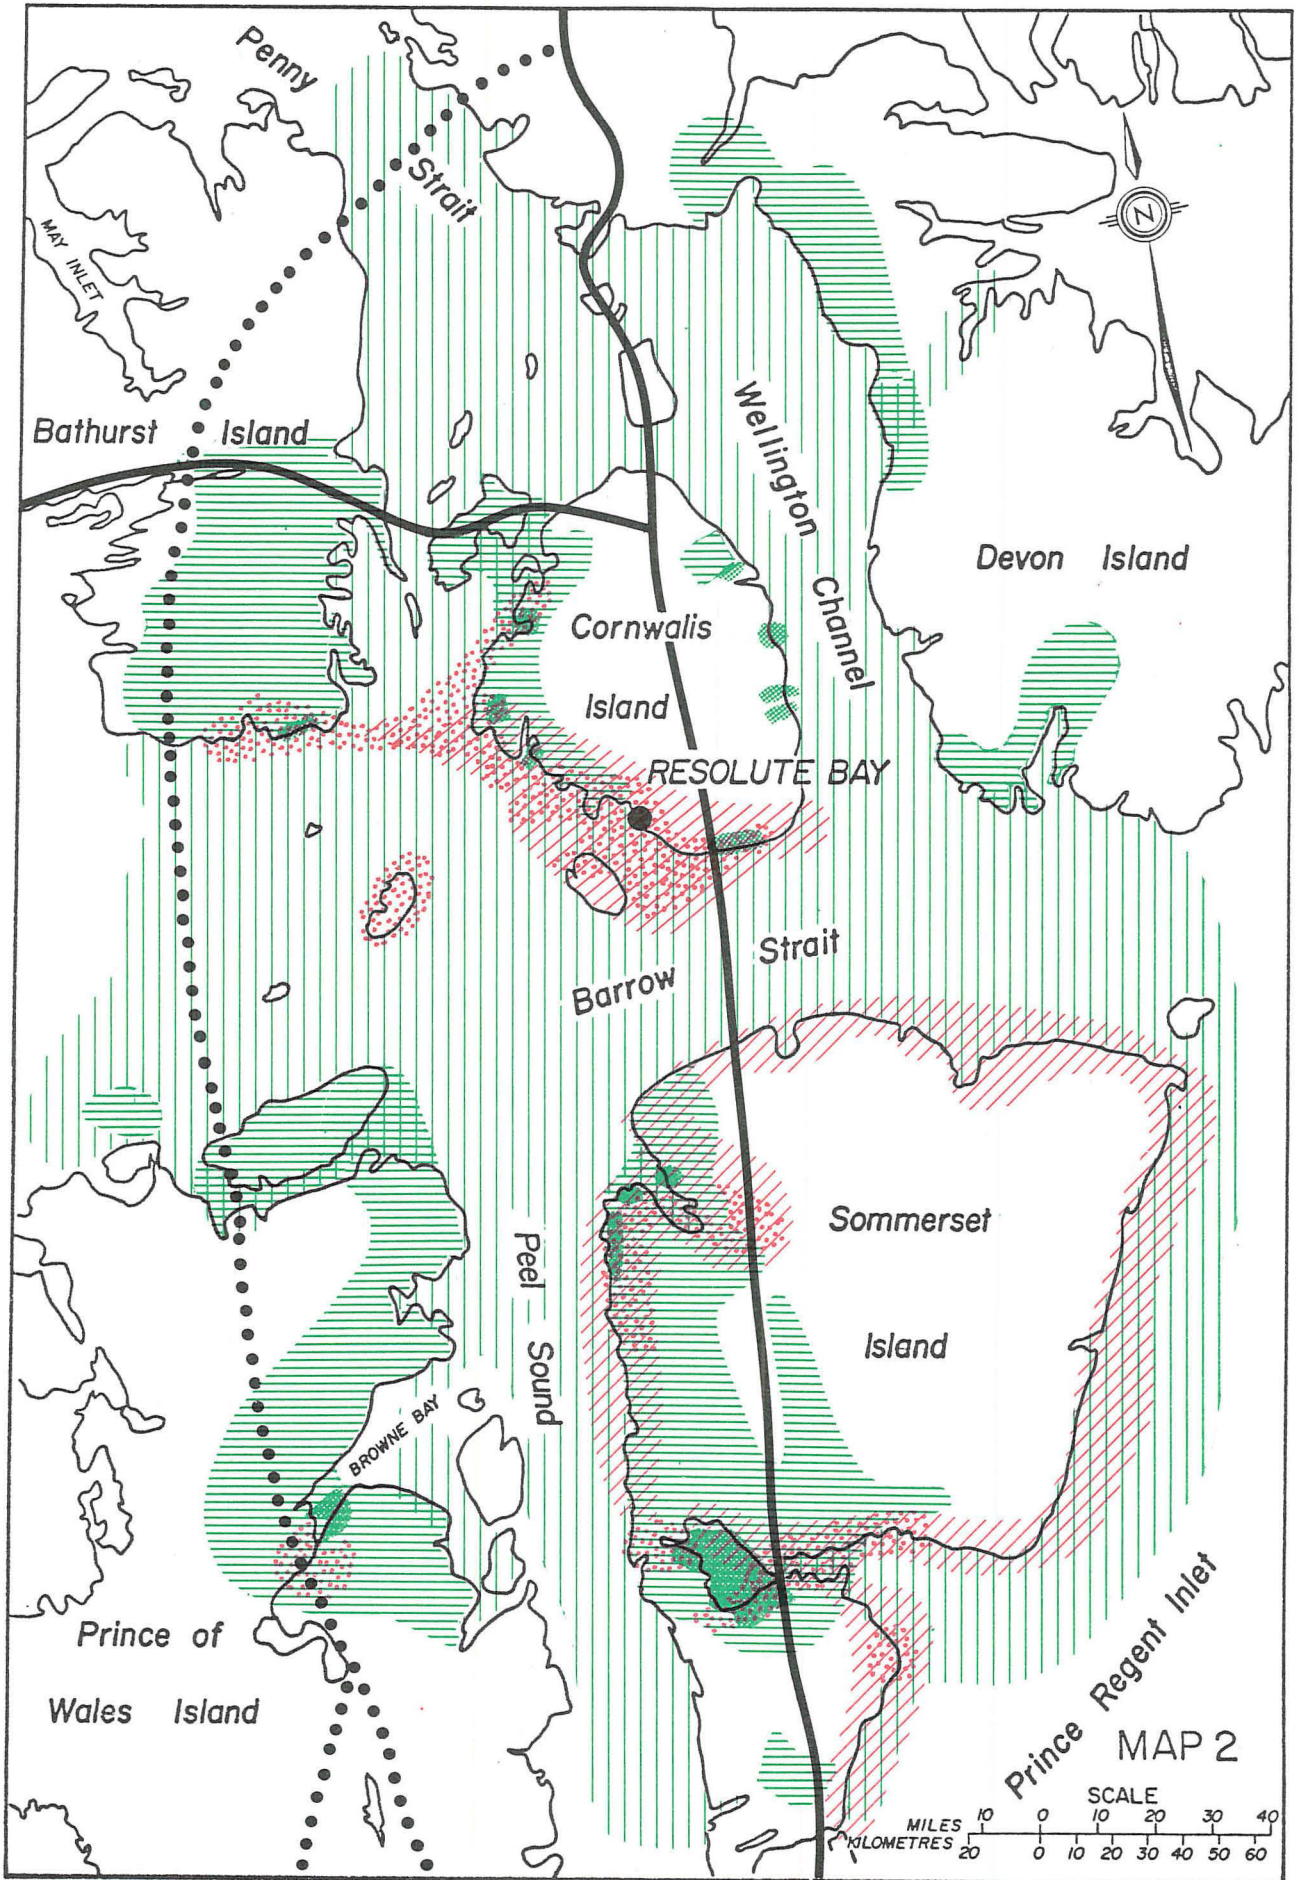 Penny
Strait
N
MAY INLET
Bathurst Island
Wellington
Channel
Devon Island
Cornwalis
Island
RESOLUTE BAY
Barrow Strait
Sommerset
Island
Peel
Sound
BROWNE BAY
Prince of
Wales Island
Prince Regent Inlet
MAP 2
SCALE
MILES 10 0 10 20 30 40
KILOMETRES 20 0 10 20 30 40 50 60